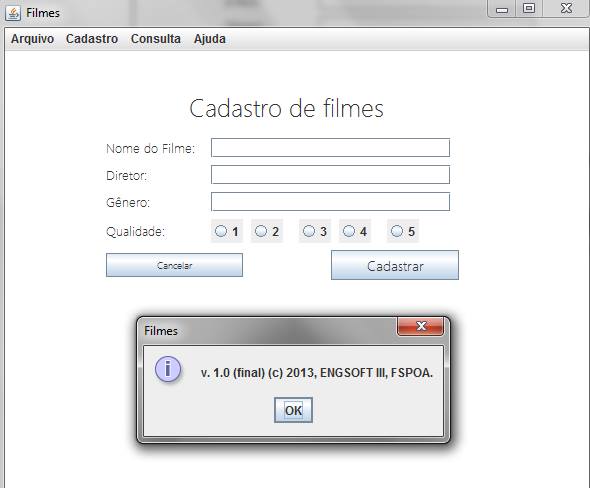 Filmes
Arquivo Cadastro Consulta Ajuda
Cadastro de filmes
Nome do Filme:
Diretor:
Gênero:
Qualidade: 1 2 3 4 5
Cancelar Cadastrar
Filmes
v. 1.0 (final) (c) 2013, ENGSOFT III, FSPOA.
OK